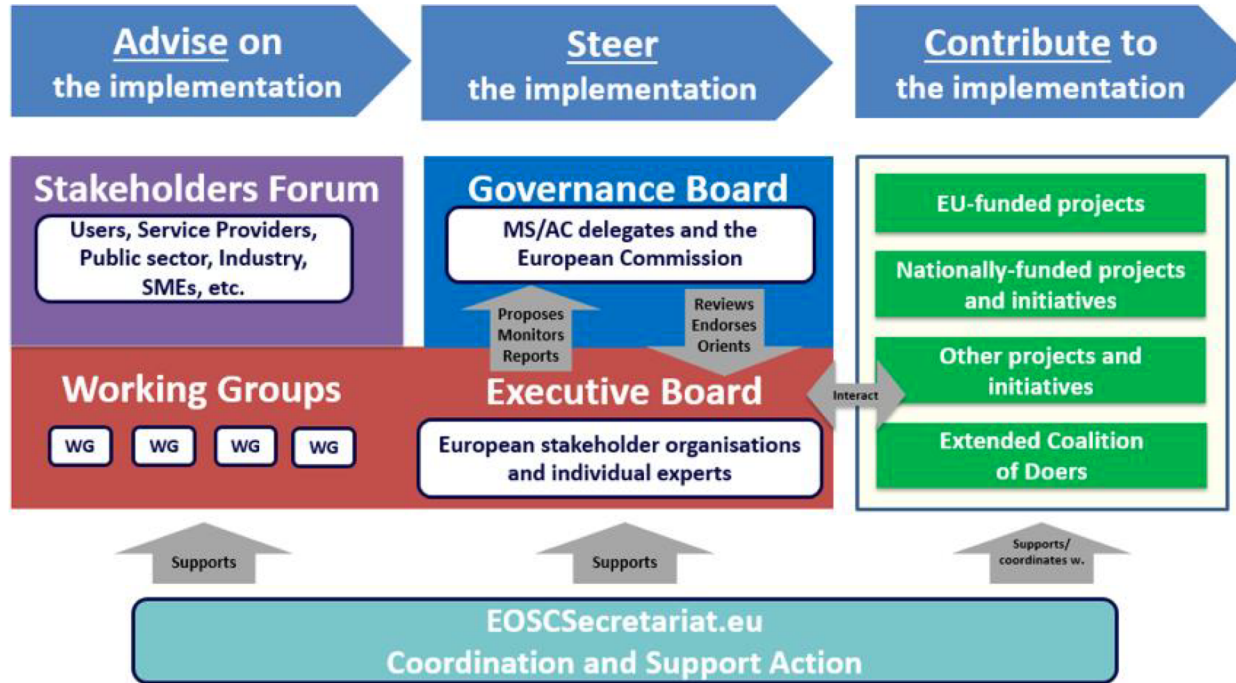 Advise on
the implementation
Steer
the implementation
Contribute to
the implementation
Stakeholders Forum
Users, Service Providers,
Public sector, Industry,
SMEs, etc.
Governance Board
MS/AC delegates and the
European Commission
Proposes
Monitors
Reports
Reviews
Endorses
Orients
Working Groups
WG
WG
WG
WG
Executive Board
European stakeholder organisations
and individual experts
Interact
EU-funded projects
Nationally-funded projects
and initiatives
Other projects and
initiatives
Extended Coalition
of Doers
Supports
Supports
Supports/
coordinates w.
EOSCSecretariat.eu
Coordination and Support Action